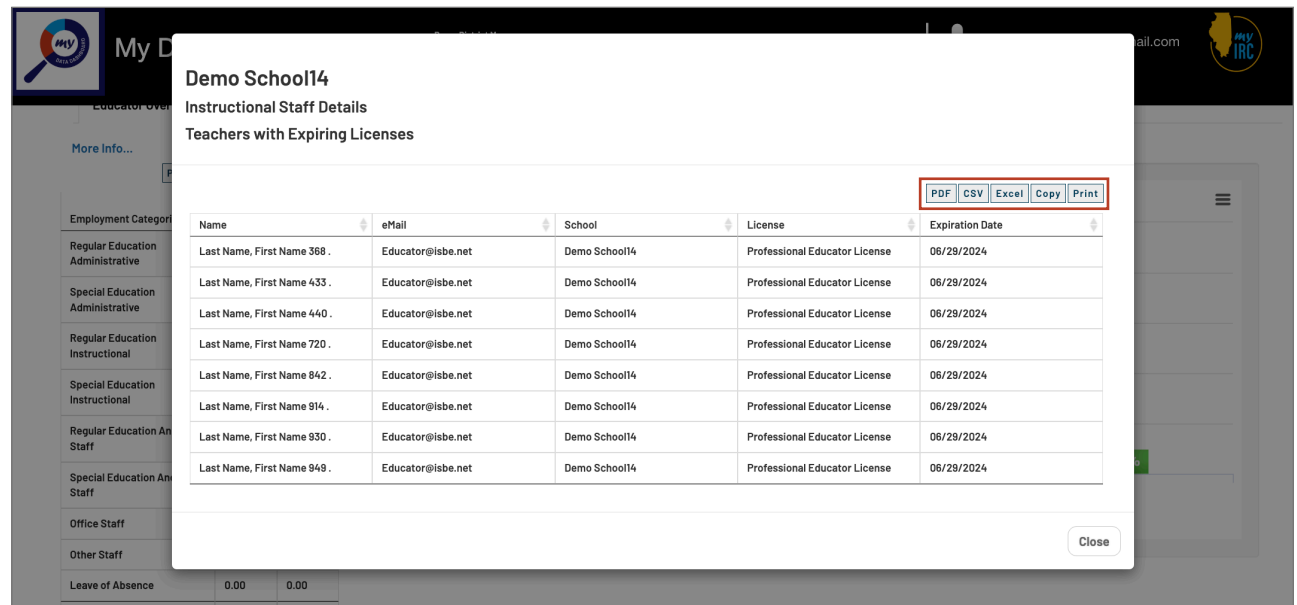 my
DATA DASHBOARD
My D
ail.com
my
IRC
Demo School14
Instructional Staff Details
Teachers with Expiring Licenses
Educator Over
More Info...
P
PDF CSV Excel Copy Print
Employment Categori
Name eMail School License Expiration Date
Last Name, First Name 368 . Educator@isbe.net Demo School14 Professional Educator License 06/29/2024
Last Name, First Name 433 . Educator@isbe.net Demo School14 Professional Educator License 06/29/2024
Last Name, First Name 440 . Educator@isbe.net Demo School14 Professional Educator License 06/29/2024
Last Name, First Name 720 . Educator@isbe.net Demo School14 Professional Educator License 06/29/2024
Last Name, First Name 842 . Educator@isbe.net Demo School14 Professional Educator License 06/29/2024
Last Name, First Name 914 . Educator@isbe.net Demo School14 Professional Educator License 06/29/2024
Last Name, First Name 930 . Educator@isbe.net Demo School14 Professional Educator License 06/29/2024
Last Name, First Name 949 . Educator@isbe.net Demo School14 Professional Educator License 06/29/2024
Close
Regular Education
Administrative
Special Education
Administrative
Regular Education
Instructional
Special Education
Instructional
Regular Education An
Staff
Special Education An
Staff
Office Staff
Other Staff
Leave of Absence 0.00 0.00